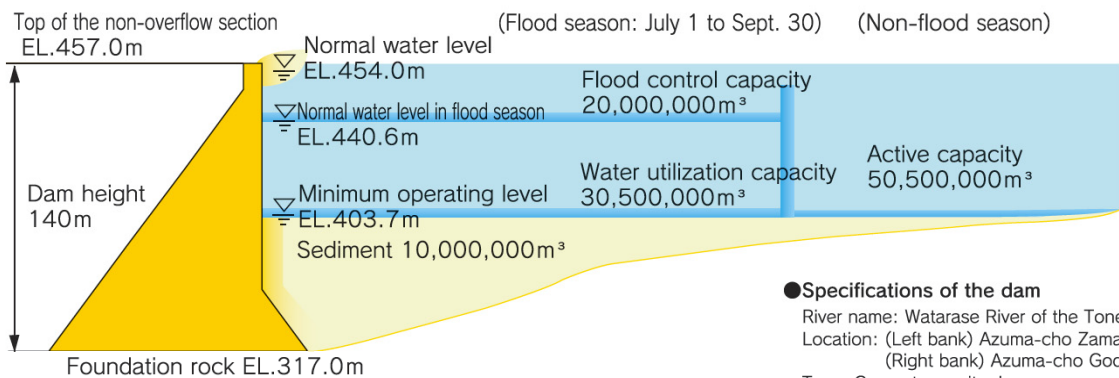 Top of the non-overflow section
EL.457.0m
(Flood season: July 1 to Sept. 30)
(Non-flood season)
Normal water level
EL.454.0m
Flood control capacity
20,000,000m³
Normal water level in flood season
EL.440.6m
Active capacity
50,500,000m³
Water utilization capacity
30,500,000m³
Dam height
140m
Minimum operating level
EL.403.7m
Sediment 10,000,000m³
Foundation rock EL.317.0m
●Specifications of the dam
River name: Watarase River of the Tone
Location: (Left bank) Azuma-cho Zama
(Right bank) Azuma-cho